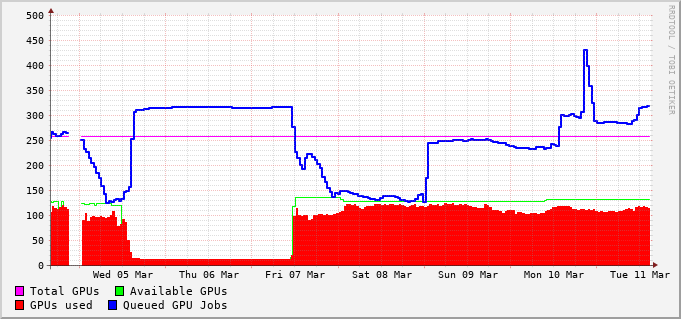 500
450
400
350
300
250
200
150
100
50
0
Wed 05 Mar Thu 06 Mar Fri 07 Mar Sat 08 Mar Sun 09 Mar Mon 10 Mar Tue 11 Mar
Total GPUs Available GPUs
GPUs used Queued GPU Jobs
RRDTOOL / TOBI OETIKER